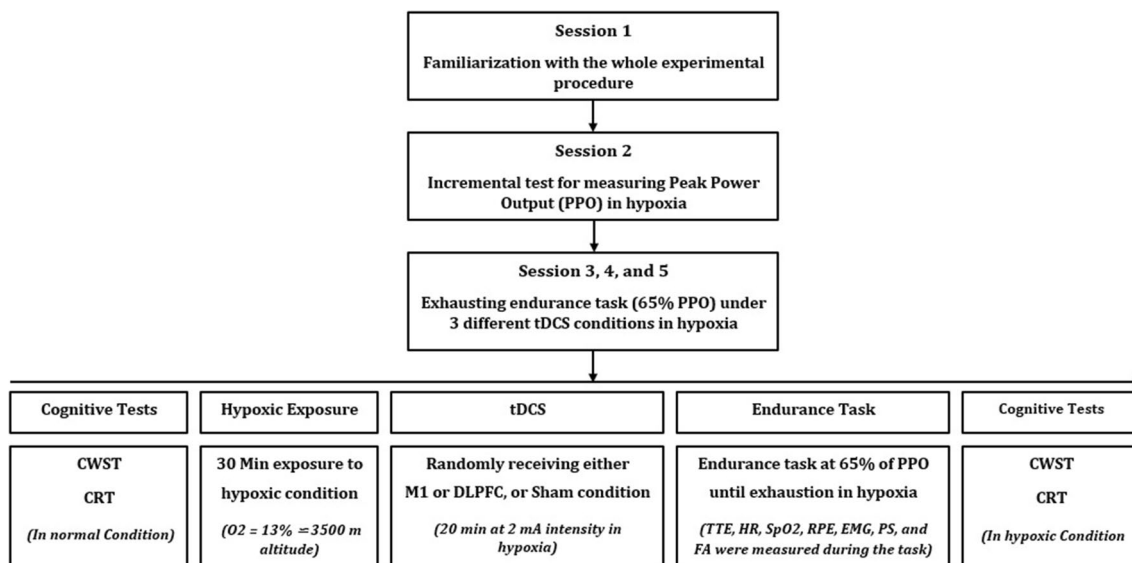 Session 1
Familiarization with the whole experimental
procedure
Session 2
Incremental test for measuring Peak Power
Output (PPO) in hypoxia
Session 3, 4, and 5
Exhausting endurance task (65% PPO) under
3 different tDCS conditions in hypoxia
Cognitive Tests
Hypoxic Exposure
tDCS
Endurance Task
Cognitive Tests
CWST
CRT
(In normal Condition)
30 Min exposure to
hypoxic condition
(O2 = 13% ≃3500 m
altitude)
Randomly receiving either
M1 or DLPFC, or Sham condition
(20 min at 2 mA intensity in
hypoxia)
Endurance task at 65% of PPO
until exhaustion in hypoxia
(TTE, HR, SpO2, RPE, EMG, PS, and
FA were measured during the task)
CWST
CRT
(In hypoxic Condition